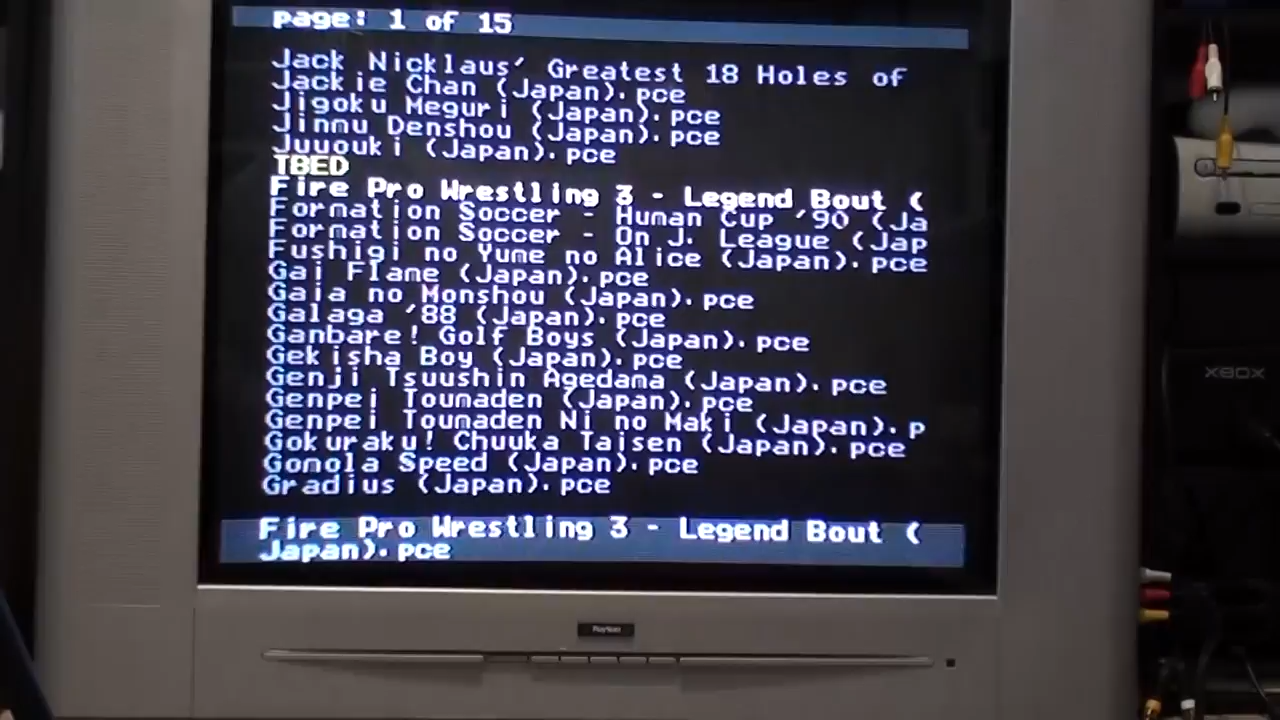 page: 1 of 15
Jack Nicklaus' Greatest 18 Holes of
Jackie Chan (Japan).pce
Jigoku Meguri (Japan).pce
Jinmu Denshou (Japan).pce
Juuouki (Japan).pce
TBED
Fire Pro Wrestling 3 - Legend Bout (
Formation Soccer - Human Cup '90 (Ja
Formation Soccer - On J. League (Jap
Fushigi no Yume no Alice (Japan).pce
Gai Flame (Japan).pce
Gaia no Monshou (Japan).pce
Galaga '88 (Japan).pce
Ganbare! Golf Boys (Japan).pce
Gekisha Boy (Japan).pce
Genji Tsuushin Agedama (Japan).pce
Genpei Toumaden (Japan).pce
Genpei Toumaden Ni no Maki (Japan).p
Gokuraku! Chuuka Taisen (Japan).pce
Gomola Speed (Japan).pce
Gradius (Japan).pce
Fire Pro Wrestling 3 - Legend Bout (
Japan).pce
XBOX